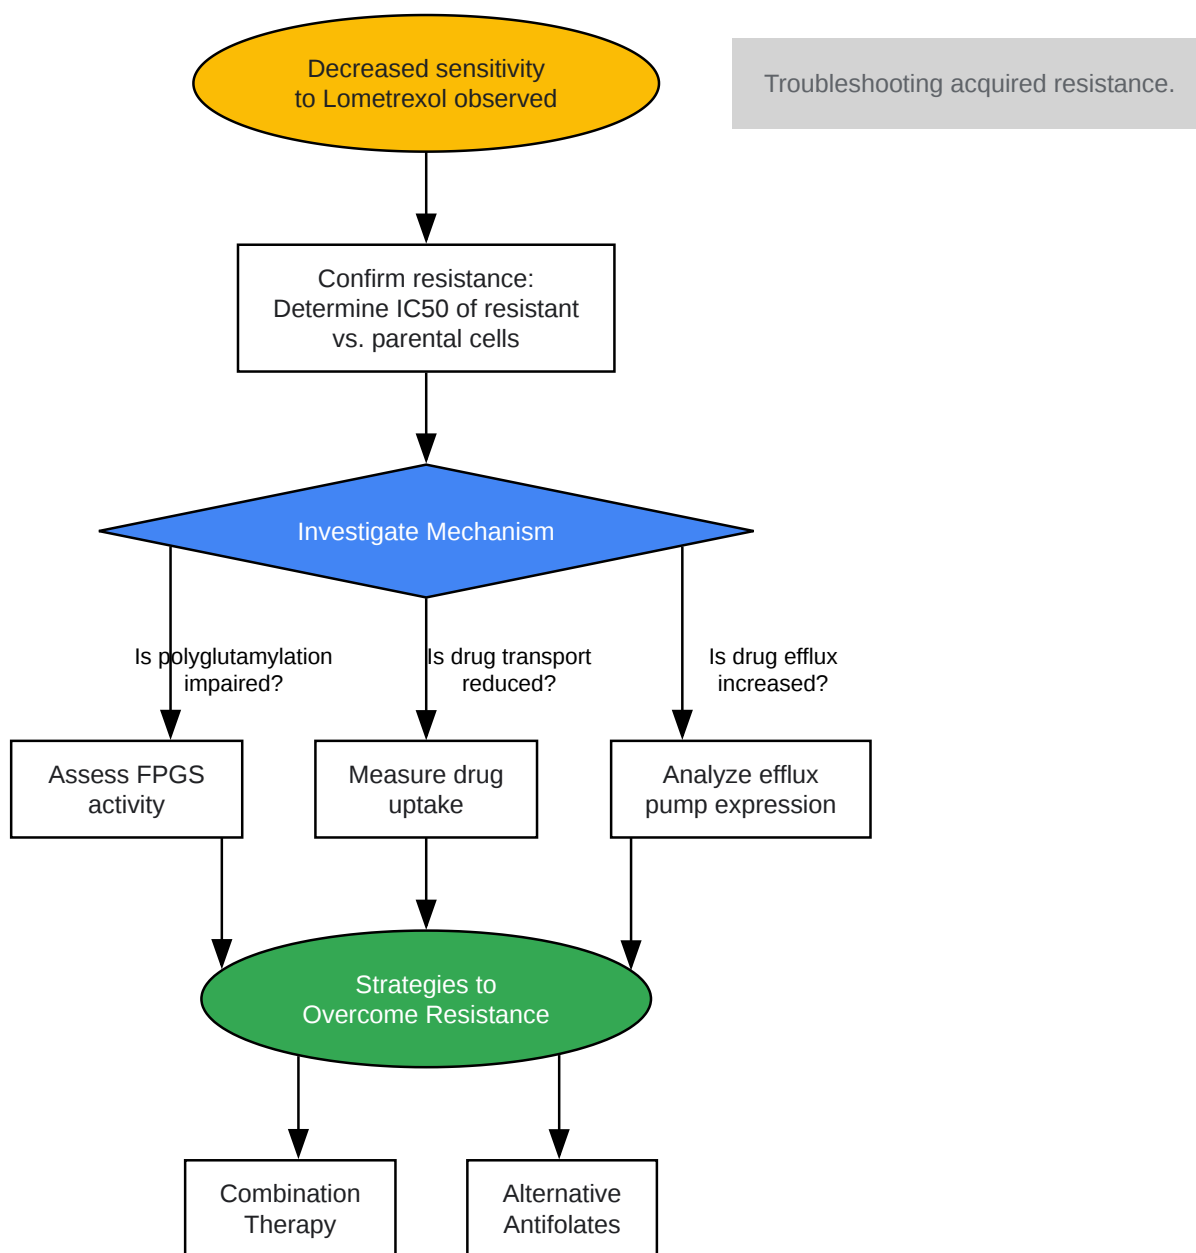 Decreased sensitivity
to Lometrexol observed
Troubleshooting acquired resistance.
Confirm resistance:
Determine IC50 of resistant
vs. parental cells
Investigate Mechanism
Is polyglutamylation
impaired?
Is drug transport
reduced?
Is drug efflux
increased?
Assess FPGS
activity
Measure drug
uptake
Analyze efflux
pump expression
Strategies to
Overcome Resistance
Combination
Therapy
Alternative
Antifolates